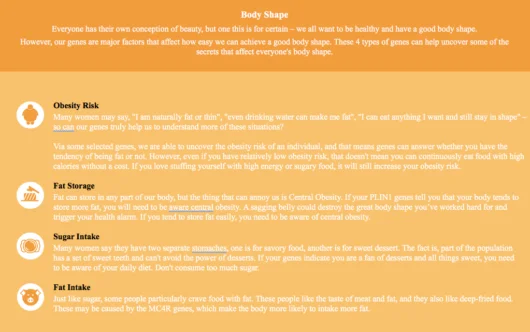 Body Shape
Everyone has their own conception of beauty, but one this is for certain – we all want to be healthy and have a good body shape.
However, our genes are major factors that affect how easy we can achieve a good body shape. These 4 types of genes can help uncover some of the
secrets that affect everyone's body shape.
Obesity Risk
Many women may say, "I am naturally fat or thin", "even drinking water can make me fat", "I can eat anything I want and still stay in shape" –
so can our genes truly help us to understand more of these situations?
Via some selected genes, we are able to uncover the obesity risk of an individual, and that means genes can answer whether you have the
tendency of being fat or not. However, even if you have relatively low obesity risk, that doesn't mean you can continuously eat food with high
calories without a cost. If you love stuffing yourself with high energy or sugary food, it will still increase your obesity risk.
Fat Storage
Fat can store in any part of our body, but the thing that can annoy us is Central Obesity. If your PLIN1 genes tell you that your body tends to
store more fat, you will need to be aware central obesity. A sagging belly could destroy the great body shape you've worked hard for and
trigger your health alarm. If you tend to store fat easily, you need to be aware of central obesity.
Sugar Intake
Many women say they have two separate stomaches, one is for savory food, another is for sweet dessert. The fact is, part of the population
has a set of sweet teeth and can't avoid the power of desserts. If your genes indicate you are a fan of desserts and all things sweet, you need
to be aware of your daily diet. Don't consume too much sugar.
Fat Intake
Just like sugar, some people particularly crave food with fat. These people like the taste of meat and fat, and they also like deep-fried food.
These may be caused by the MC4R genes, which make the body more likely to intake more fat.